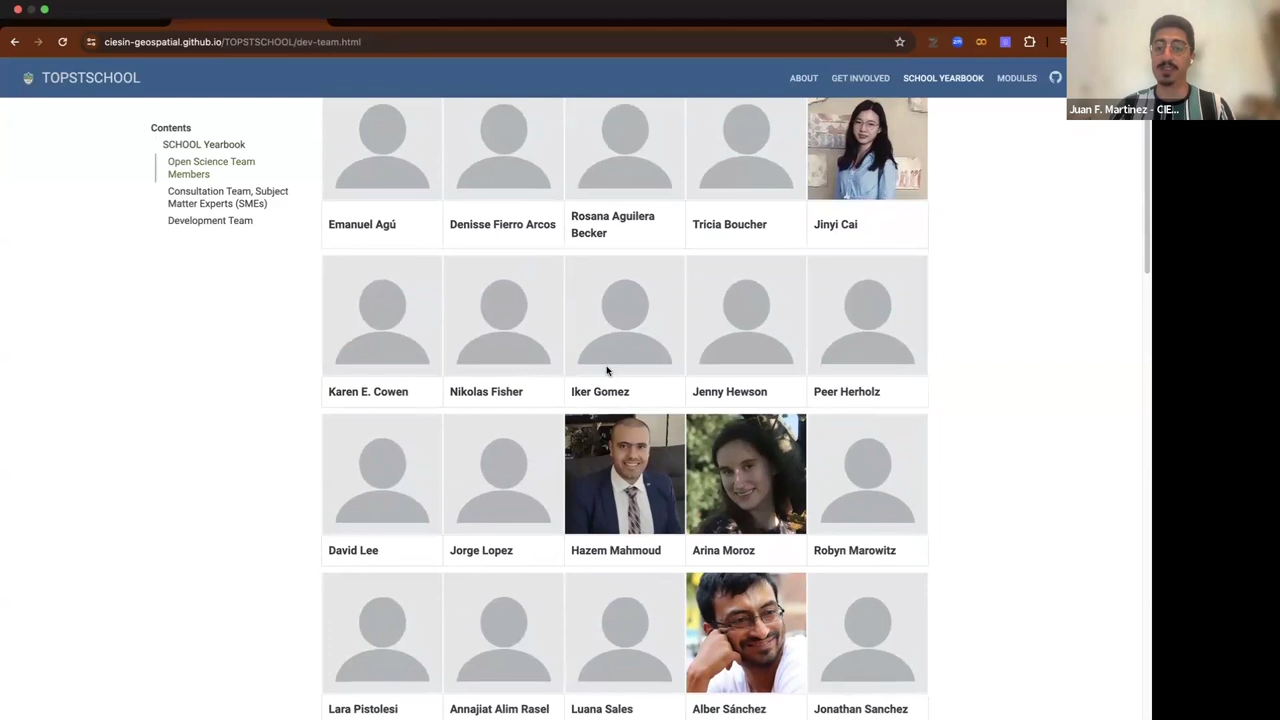 ciesin-geospatial.github.io/TOPSTSCHOOL/dev-team.html
TOPSTSCHOOL
ABOUT
GET INVOLVED
SCHOOL YEARBOOK
MODULES
Juan F. Martinez - CIE...
Contents
SCHOOL Yearbook
Open Science Team
Members
Consultation Team, Subject
Matter Experts (SMEs)
Development Team
Emanuel Agú
Denisse Fierro Arcos
Rosana Aguilera
Becker
Tricia Boucher
Jinyi Cai
Karen E. Cowen
Nikolas Fisher
Iker Gomez
Jenny Hewson
Peer Herholz
David Lee
Jorge Lopez
Hazem Mahmoud
Arina Moroz
Robyn Marowitz
Lara Pistolesi
Annajiat Alim Rasel
Luana Sales
Alber Sánchez
Jonathan Sanchez